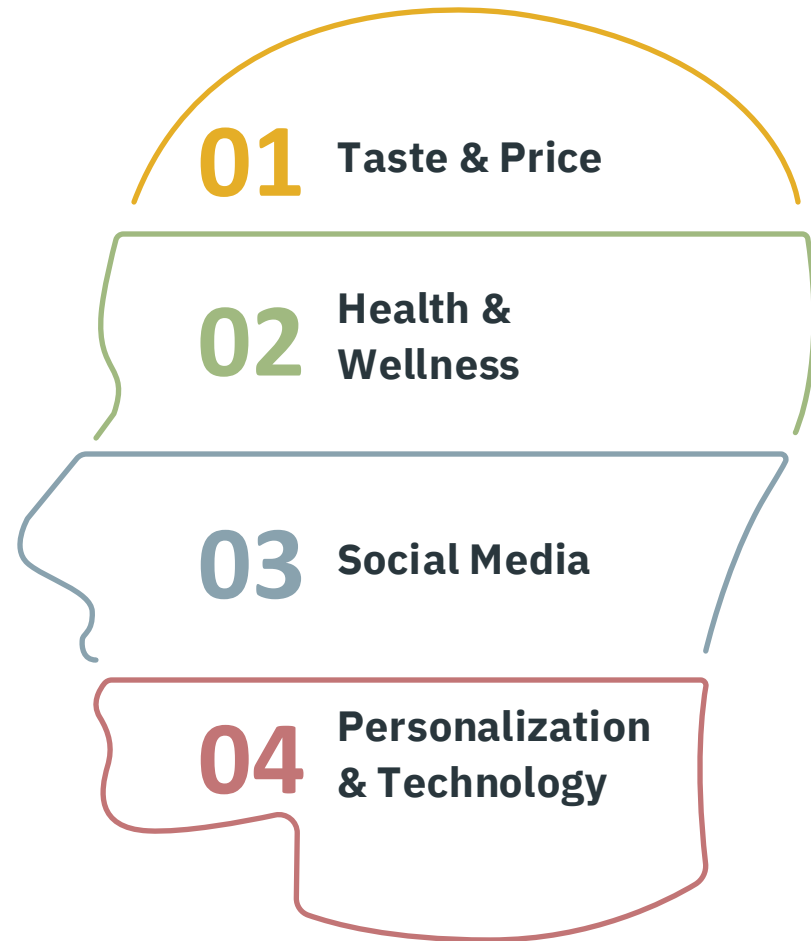 01 Taste & Price
02 Health &
Wellness
03 Social Media
04 Personalization
& Technology